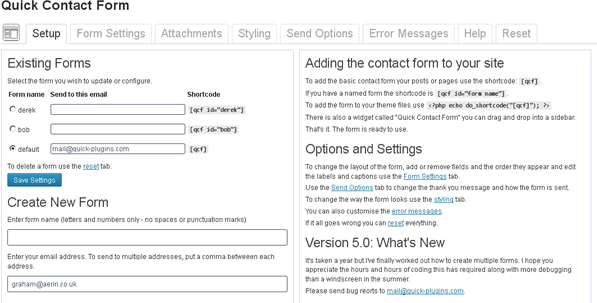 Quick Contact Form
Setup Form Settings Attachments Styling Send Options Error Messages Help Reset
Existing Forms
Select the form you wish to update or configure.
Form name Send to this email Shortcode
derek [qcf id="derek"]
bob [qcf id="bob"]
default mail@quick-plugins.com [qcf]
To delete a form use the reset tab.
Save Settings
Create New Form
Enter form name (letters and numbers only - no spaces or punctuation marks)
Enter your email address. To send to multiple addresses, put a comma betweeen each
address.
graham@aerin.co.uk
Adding the contact form to your site
To add the basic contact form your posts or pages use the shortcode: [qcf].
If you have a named form the shortcode is [qcf id="form name"].
To add the form to your theme files use <?php echo do_shortcode("[qcf]"); ?>
There is also a widget called "Quick Contact Form" you can drag and drop into a sidebar.
That's it. The form is ready to use.
Options and Settings
To change the layout of the form, add or remove fields and the order they appear and edit
the labels and captions use the Form Settings tab.
Use the Send Options tab to change the thank you message and how the form is sent.
To change the way the form looks use the styling tab.
You can also customise the error messages.
If it all goes wrong you can reset everything.
Version 5.0: What's New
It's taken a year but I've finally worked out how to create multiple forms. I hope you
appreciate the hours and hours of coding this has required along with more debugging
than a windscreen in the summer.
Please send bug reorts to mail@quick-plugins.com.